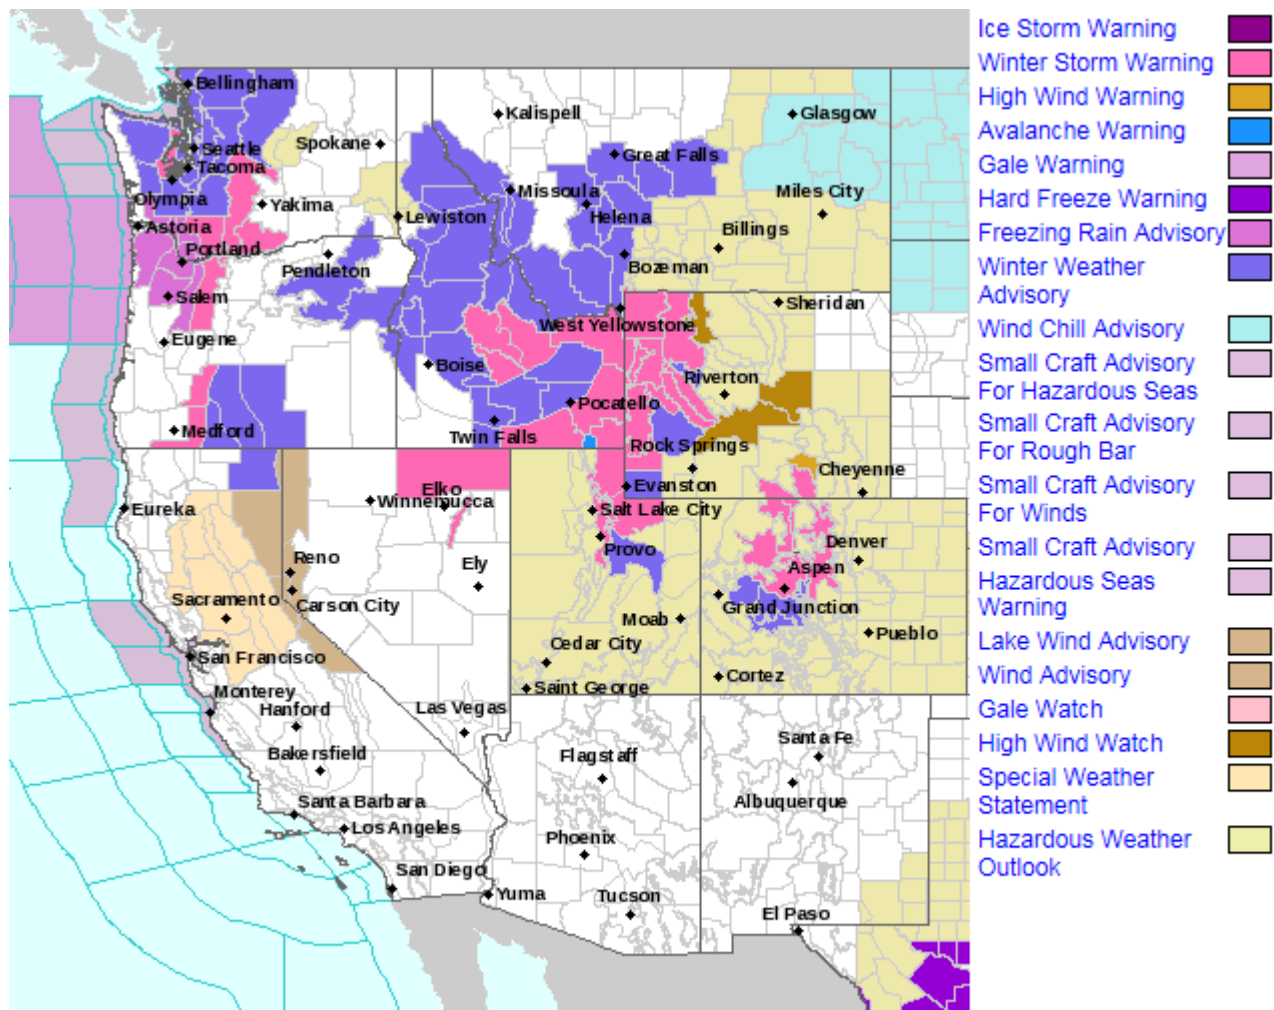 Bellingham
Seattle
Tacoma
Olympia
Spokane
Yakima
Astoria
Portland
Pendleton
Salem
Eugene
Medford
Lewiston
Kalispell
Missoula
Great Falls
Helena
Glasgow
Miles City
Billings
Bozeman
Sheridan
West Yellowstone
Boise
Pocatello
Twin Falls
Riverton
Rock Springs
Evanston
Cheyenne
Eureka
Winnemucca
Elko
Salt Lake City
Provo
Reno
Carson City
Ely
Sacramento
San Francisco
Denver
Aspen
Grand Junction
Moab
Pueblo
Cedar City
Saint George
Cortez
Monterey
Hanford
Bakersfield
Las Vegas
Santa Barbara
Los Angeles
San Diego
Flagstaff
Phoenix
Yuma
Tucson
Santa Fe
Albuquerque
El Paso
Ice Storm Warning
Winter Storm Warning
High Wind Warning
Avalanche Warning
Gale Warning
Hard Freeze Warning
Freezing Rain Advisory
Winter Weather
Advisory
Wind Chill Advisory
Small Craft Advisory
For Hazardous Seas
Small Craft Advisory
For Rough Bar
Small Craft Advisory
For Winds
Small Craft Advisory
Hazardous Seas
Warning
Lake Wind Advisory
Wind Advisory
Gale Watch
High Wind Watch
Special Weather
Statement
Hazardous Weather
Outlook